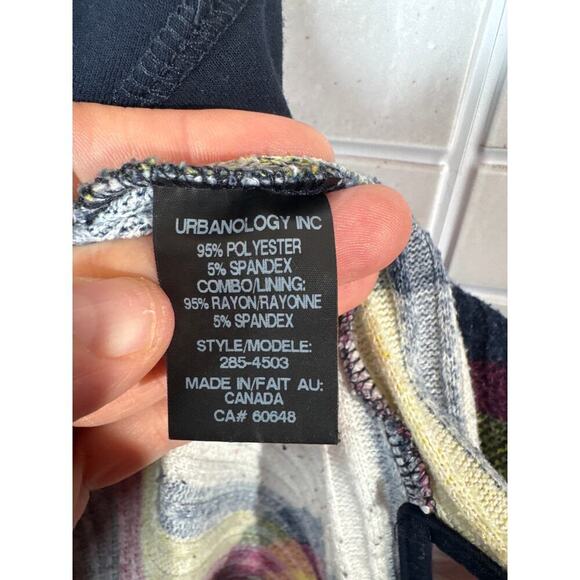 URBANOLOGY INC
95% POLYESTER
5% SPANDEX
COMBO/LINING:
95% RAYON/RAYONNE
5% SPANDEX
STYLE/MODELE:
285-4503
MADE IN/FAIT AU:
CANADA
CA# 60648